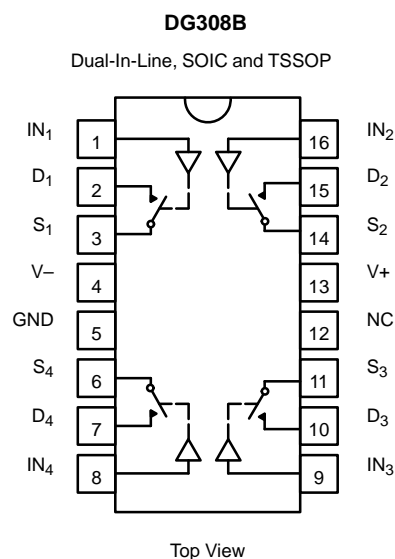 DG308B
Dual-In-Line, SOIC and TSSOP
IN1 1 16 IN2
D1 2 15 D2
S1 3 14 S2
V– 4 13 V+
GND 5 12 NC
S4 6 11 S3
D4 7 10 D3
IN4 8 9 IN3
Top View